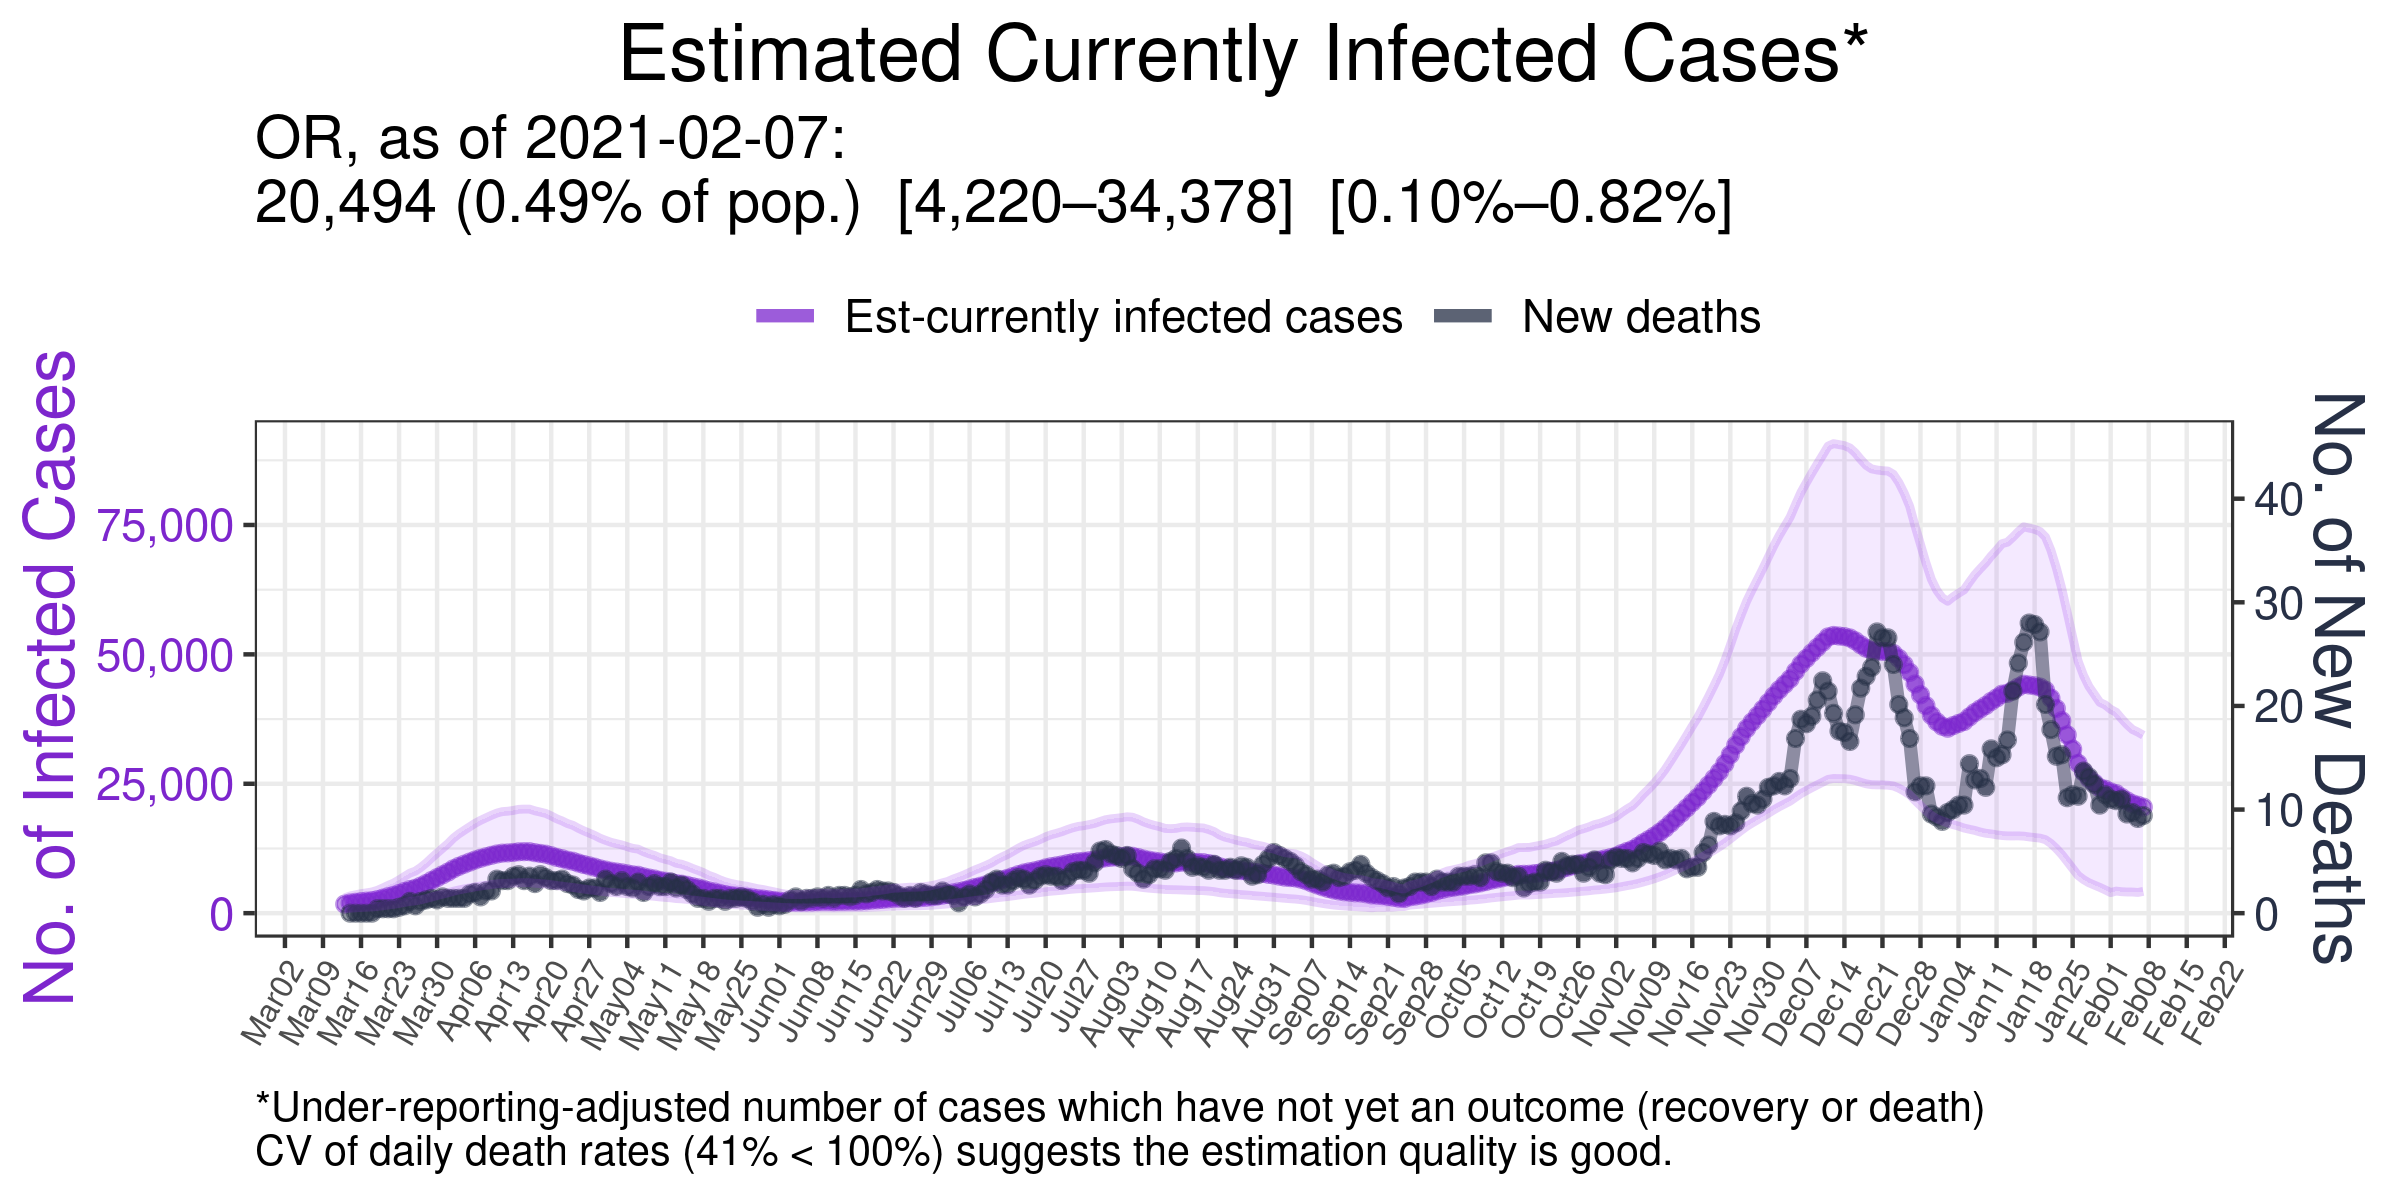 Estimated Currently Infected Cases*
OR, as of 2021-02-07:
20,494 (0.49% of pop.) [4,220–34,378] [0.10%–0.82%]
Est-currently infected cases
New deaths
No. of Infected Cases
75,000
50,000
25,000
0
40
30
20
10
0
No. of New Deaths
Mar02
Mar09
Mar16
Mar23
Mar30
Apr06
Apr13
Apr20
Apr27
May04
May11
May18
May25
Jun01
Jun08
Jun15
Jun22
Jun29
Jul06
Jul13
Jul20
Jul27
Aug03
Aug10
Aug17
Aug24
Aug31
Sep07
Sep14
Sep21
Sep28
Oct05
Oct12
Oct19
Oct26
Nov02
Nov09
Nov16
Nov23
Nov30
Dec07
Dec14
Dec21
Dec28
Jan04
Jan11
Jan18
Jan25
Feb01
Feb08
Feb15
Feb22
*Under-reporting-adjusted number of cases which have not yet an outcome (recovery or death)
CV of daily death rates (41% < 100%) suggests the estimation quality is good.